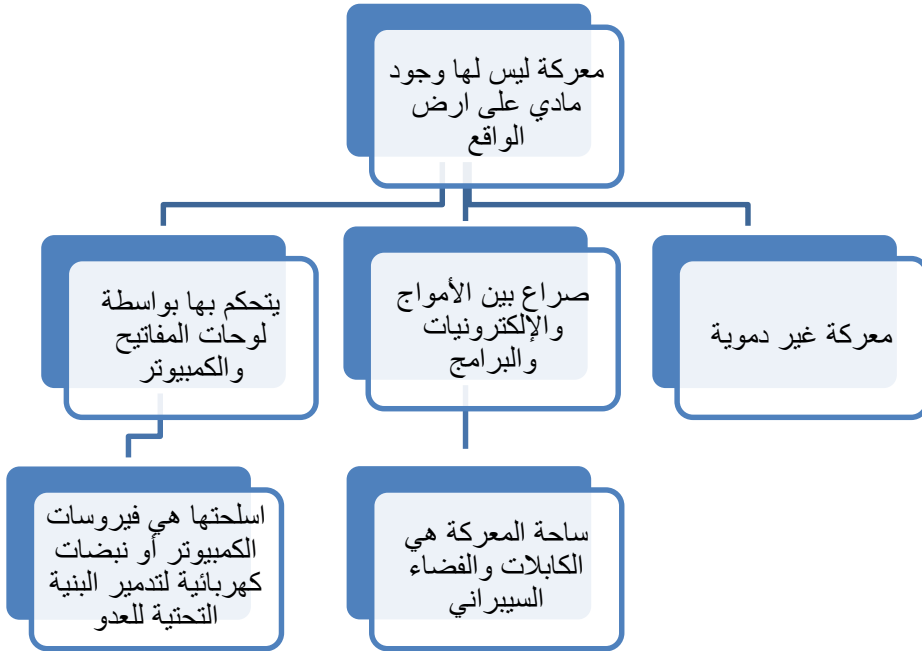 معركة ليس لها وجود
مادي على ارض
الواقع
معركة غير دموية
صراع بين الأمواج
والإلكترونيات
والبرامج
يتحكم بها بواسطة
لوحات المفاتيح
والكمبيوتر
ساحة المعركة هي
الكابلات والفضاء
السيبراني
اسلحتها هي فيروسات
الكمبيوتر أو نبضات
كهربائية لتدمير البنية
التحتية للعدو